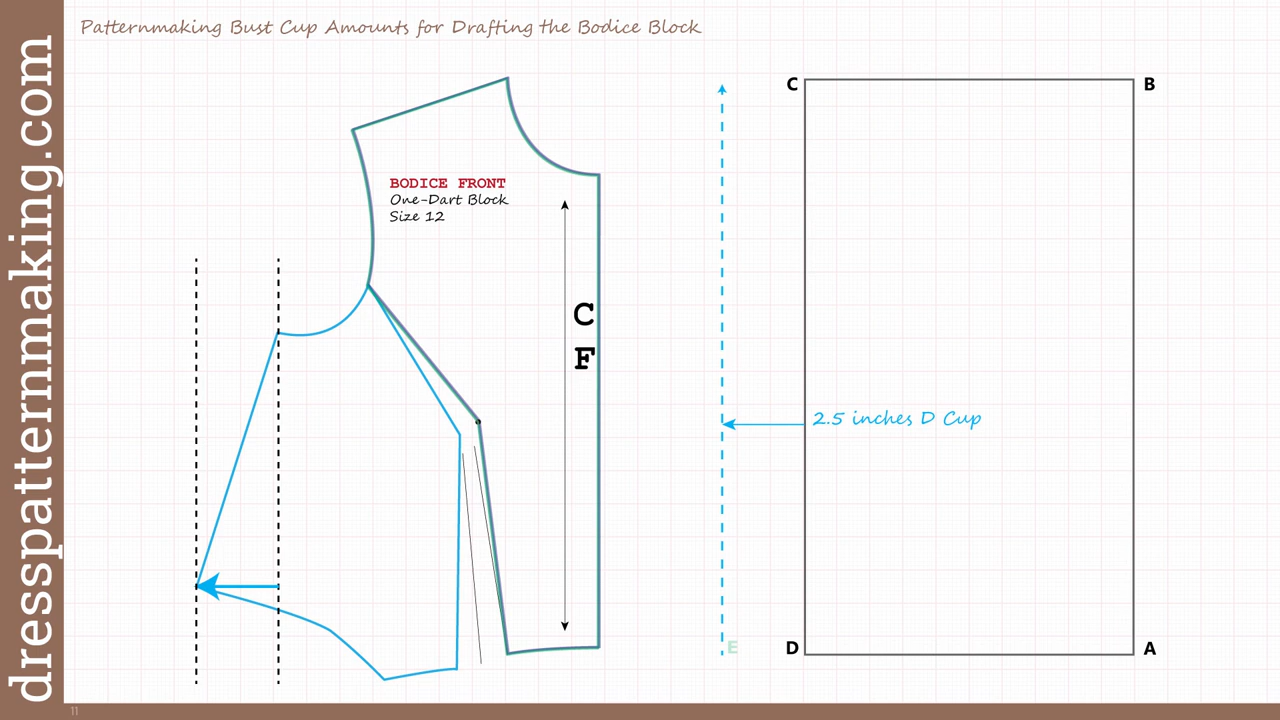 Patternmaking Bust Cup Amounts for Drafting the Bodice Block
dresspatternmaking.com
BODICE FRONT
One-Dart Block
Size 12
C
F
C
B
2.5 inches D Cup
E
D
A
11